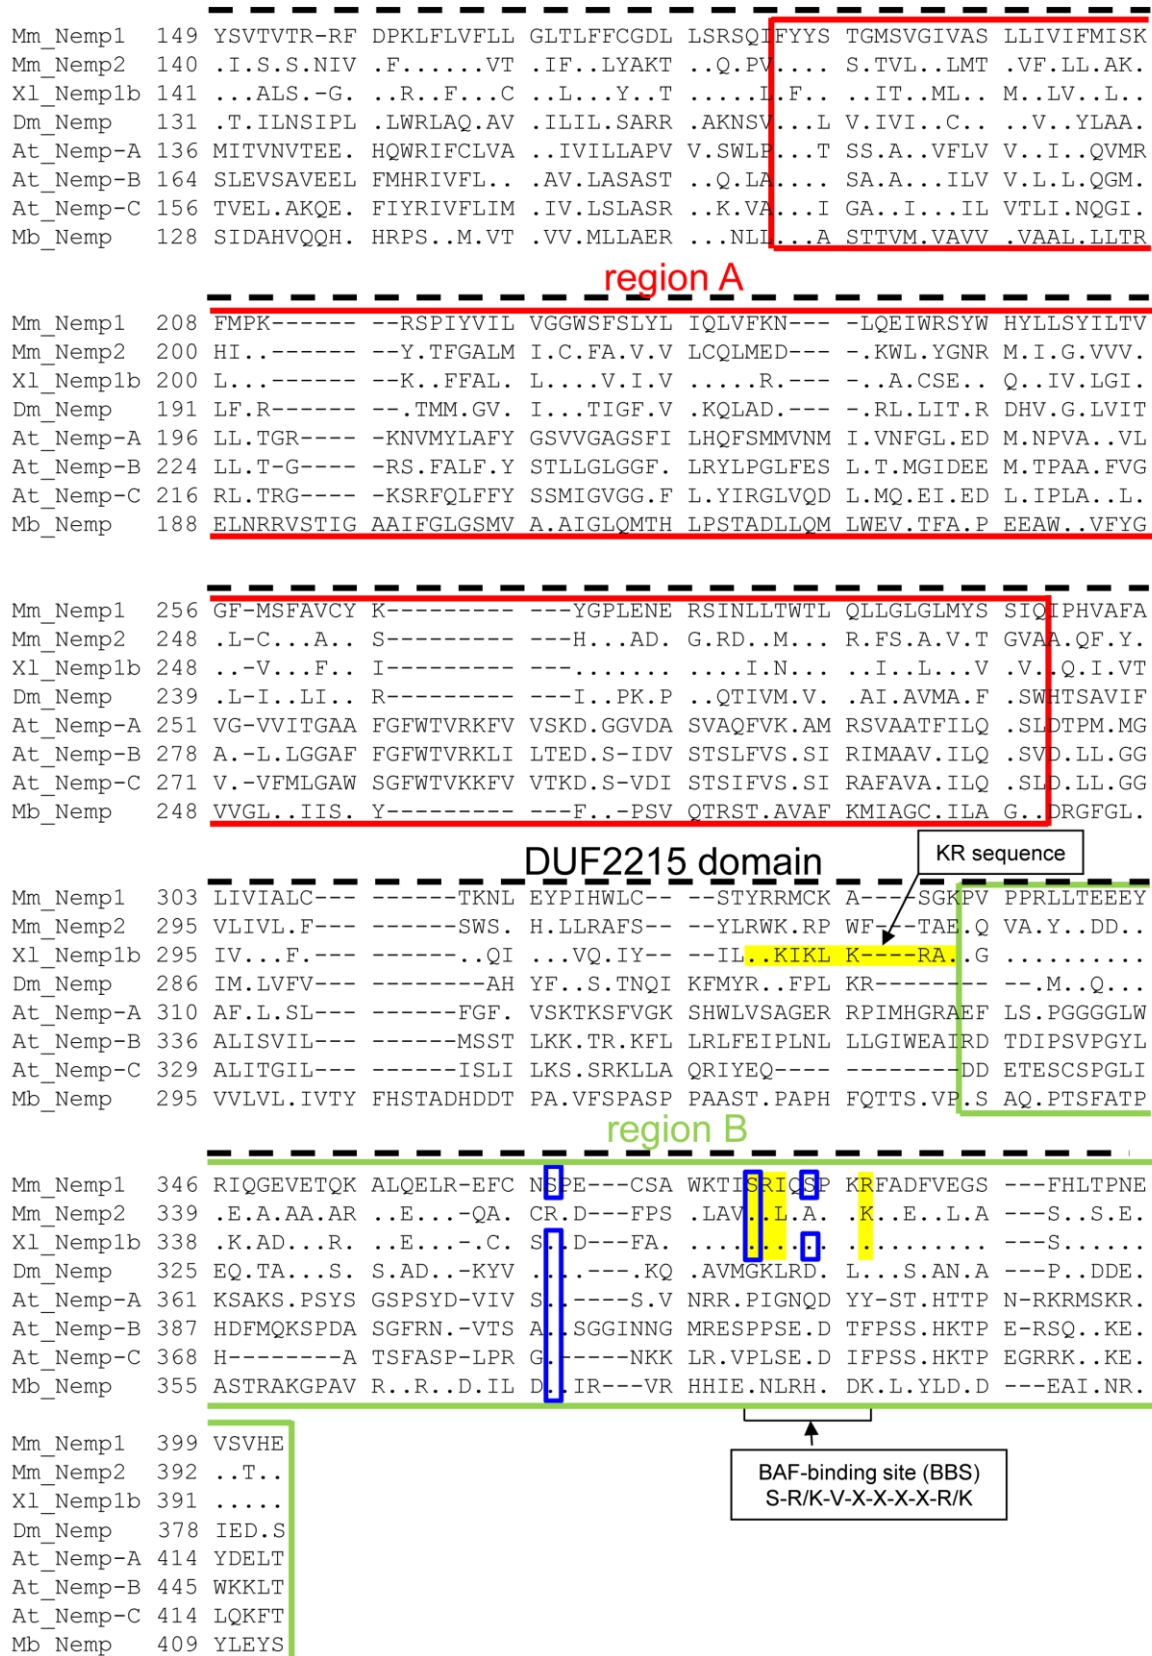 Mm_Nemp1 149 YSVTVTR-RF DPKLFLVFLL GLTLFFCGDL LSRSQIFYYS TGMSVGIVAS LLIVIFMISK
Mm_Nemp2 140 .I.S.S.NIV .F......VT .IF..LYAKT ..Q.PV.... S.TVL..LMT .VF.LL.AK.
Xl_Nemp1b 141 ...ALS.-G. ..R..F...C ..L...Y..T .....L.F.. ..IT..ML.. M..LV..L..
Dm_Nemp 131 .T.ILNSIPL .LWRLAQ.AV .ILIL.SARR .AKNSV...L V.IVI..C.. ..V..YLAA.
At_Nemp-A 136 MITVNVTEE. HQWRIFCLVA ..IVILLAPV V.SWLP...T SS.A..VFLV V..I..QVMR
At_Nemp-B 164 SLEVSAVEEL FMHRIVFL.. .AV.LASAST ..Q.LA.... SA.A...ILV V.L.L.QGM.
At_Nemp-C 156 TVEL.AKQE. FIYRIVFLIM .IV.LSLASR ..K.VA...I GA..I...IL VTLI.NQGI.
Mb_Nemp 128 SIDAHVQQH. HRPS..M.VT .VV.MLLAER ...NLL...A STTVM.VAVV .VAAL.LLTR
region A
Mm_Nemp1 208 FMPK------ --RSPIYVIL VGGWSFSLYL IQLVFKN--- -LQEIWRSYW HYLLSYILTV
Mm_Nemp2 200 HI..------ --Y.TFGALM I.C.FA.V.V LCQLMED--- -.KWL.YGNR M.I.G.VVV.
Xl_Nemp1b 200 L...------ --K..FFAL. L....V.I.V .....R.--- -..A.CSE.. Q..IV.LGI.
Dm_Nemp 191 LF.R------ --.TMM.GV. I...TIGF.V .KQLAD.--- -.RL.LIT.R DHV.G.LVIT
At_Nemp-A 196 LL.TGR---- -KNVMYLAFY GSVVGAGSFI LHQFSMMVNM I.VNFGL.ED M.NPVA..VL
At_Nemp-B 224 LL.T-G---- -RS.FALF.Y STLLGLGGF. LRYLPGLFES L.T.MGIDEE M.TPAA.FVG
At_Nemp-C 216 RL.TRG---- -KSRFQLFFY SSMIGVGG.F L.YIRGLVQD L.MQ.EI.ED L.IPLA..L.
Mb_Nemp 188 ELNRRVSTIG AAIFGLGSMV A.AIGLQMTH LPSTADLLQM LWEV.TFA.P EEAW..VFYG
Mm_Nemp1 256 GF-MSFAVCY K--------- ---YGPLENE RSINLLTWTL QLLGLGLMYS SIQIPHVAFA
Mm_Nemp2 248 .L-C...A.. S--------- ---H...AD. G.RD..M... R.FS.A.V.T GVAA.QF.Y.
Xl_Nemp1b 248 ..-V...F.. I--------- ---....... ....I.N... ..I.L...V .V..Q.I.VT
Dm_Nemp 239 .L-I..LI.. R--------- ---I..PK.P ..QTIVM.V. .AI.AVMA.F .SWHTSAVIF
At_Nemp-A 251 VG-VVITGAA FGFWTVRKFV VSKD.GGVDA SVAQFVK.AM RSVAATFILQ .SLDTPM.MG
At_Nemp-B 278 A.-L.LGGAF FGFWTVRKLI LTED.S-IDV STSLFVS.SI RIMAAV.ILQ .SVD.LL.GG
At_Nemp-C 271 V.-VFMLGAW SGFWTVKKFV VTKD.S-VDI STSIFVS.SI RAFAVA.ILQ .SLD.LL.GG
Mb_Nemp 248 VVGL..IIS. Y--------- ---F..-PSV QTRST.AVAF KMIAGC.ILAG G..DRGFGL.
DUF2215 domain
KR sequence
Mm_Nemp1 303 LIVIALC--- ------TKNL EYPIHWLC-- --STYRRMCK A----SGKPV PPRLLTEEEY
Mm_Nemp2 295 VLIVL.F--- ------SWS. H.LLRAFS-- --YLRWK.RP WF---TAE.Q VA.Y..DD..
Xl_Nemp1b 295 IV...F.--- ------..QI ..VQ.IY--- -IL..KIKLK K----RA..G ..........
Dm_Nemp 286 IM.LVFV--- ------AH YF..S.TNQI KFMYR..FPL KR-------- ---.M..Q...
At_Nemp-A 310 AF.L.SL--- ------FGF. VSKTKSFVGK SHWLVSAGER RPIMHGRAEF LS.PGGGGLW
At_Nemp-B 336 ALISVIL--- ------MSST LKK.TR.KFL LRLFEIPLNL LLGIWEAIRD TDIPSVPGYL
At_Nemp-C 329 ALITGIL--- ------ISLI LKS.SRKLLA QRIYEQ---- --------DD ETESCSPGLI
Mb_Nemp 295 VVLVL.IVTY FHSTADHDDT PA.VFSPASP PAAST.PAPH FQTTS.VP.S AQ.PTSFATP
region B
Mm_Nemp1 346 RIQGEVETQK ALQELR-EFC NSPE---CSA WKTISRIQSP KRFADFVEGS ---FHLTPNE
Mm_Nemp2 339 .E.A.AA.AR ..E...-QA. CR.D---FPS .LAV..L.A. .K..E..L.A ---S..S.E.
Xl_Nemp1b 338 .K.AD...R. ..E...-.C. S..D---FA. .......... .......... ---S......
Dm_Nemp 325 EQ.TA...S. S.AD..-KYV ....---.KQ .AVMGKLRD. L...S.AN.A ---P..DDE.
At_Nemp-A 361 KSAKS.PSYS GSPSYD-VIV S..----S.V NRR.PIGNQD YY-ST.HTTP N-RKRMSKR.
At_Nemp-B 387 HDFMQKSPDA SGFRN.-VTS A..SGGINNG MRESPPSE.D TFPSS.HKTP E-RSQ..KE.
At_Nemp-C 368 H--------A TSFASP-LPR G..----NKK LR.VPLSE.D IFPSS.HKTP EGRRK..KE.
Mb_Nemp 355 ASTRAKGPAV R..R..D.ILD D..IR---VR HHIE.NLRH. DK.L.YLD.D ---EAI.NR.
Mm_Nemp1 399 VSVHE
Mm_Nemp2 392 ..T..
Xl_Nemp1b 391 .....
Dm_Nemp 378 IED.S
At_Nemp-A 414 YDELT
At_Nemp-B 445 WKKLT
At_Nemp-C 414 LQKFT
Mb_Nemp 409 YLEYS
BAF-binding site (BBS)
S-R/K-V-X-X-X-X-R/K